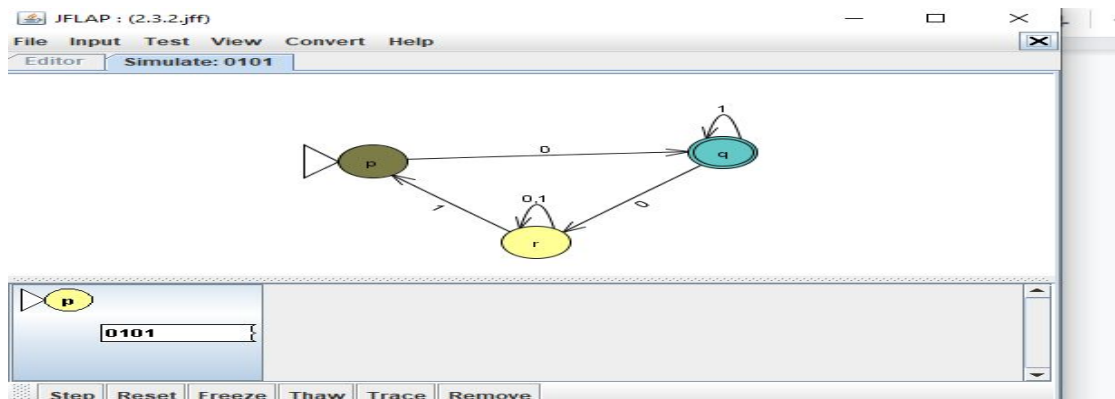 JFLAP : (2.3.2.jff)
File Input Test View Convert Help
Editor Simulate: 0101
1
p 0 q
1 0,1 0
r
p
0101
Step Reset Freeze Thaw Trace Remove